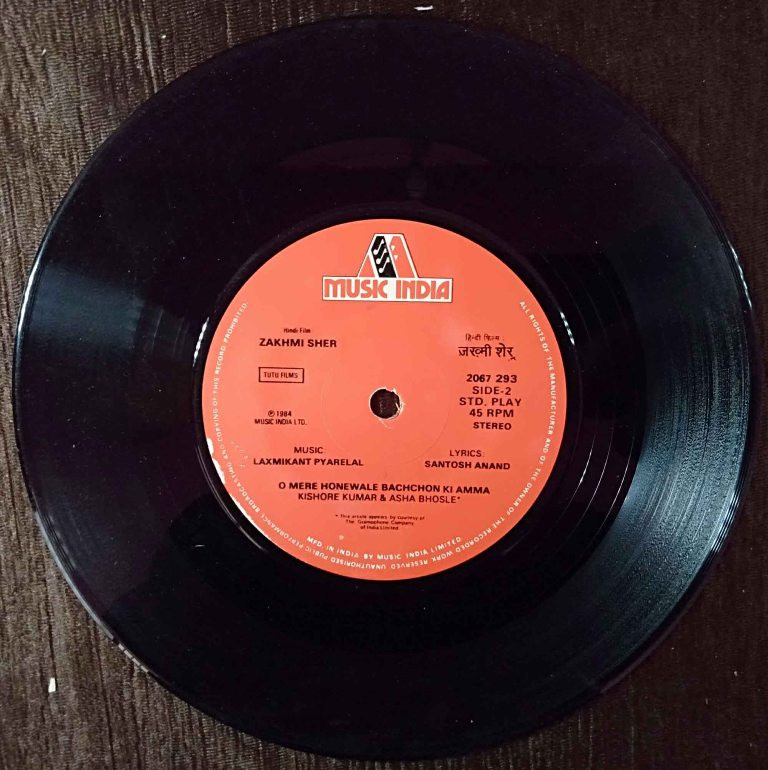 MUSIC INDIA
Hindi Film:
ZAKHMI SHER
TUTU FILMS
℗ 1984
MUSIC INDIA LTD.
हिन्दी फिल्म
ज़ख़्मी शेर
2067 293
SIDE-2
STD. PLAY
45 RPM
STEREO
MUSIC:
LAXMIKANT PYARELAL
LYRICS:
SANTOSH ANAND
O MERE HONEWALE BACHCHON KI AMMA
KISHORE KUMAR & ASHA BHOSLE*
* This artiste appears by courtesy of
The Gramophone Company
of India Limited
MFD. IN INDIA BY MUSIC INDIA LIMITED
ALL RIGHTS OF THE MANUFACTURER AND OF THE OWNER OF THE RECORDED WORK RESERVED. UNAUTHORISED PUBLIC PERFORMANCE BROADCASTING AND COPYING OF THIS RECORD PROHIBITED.